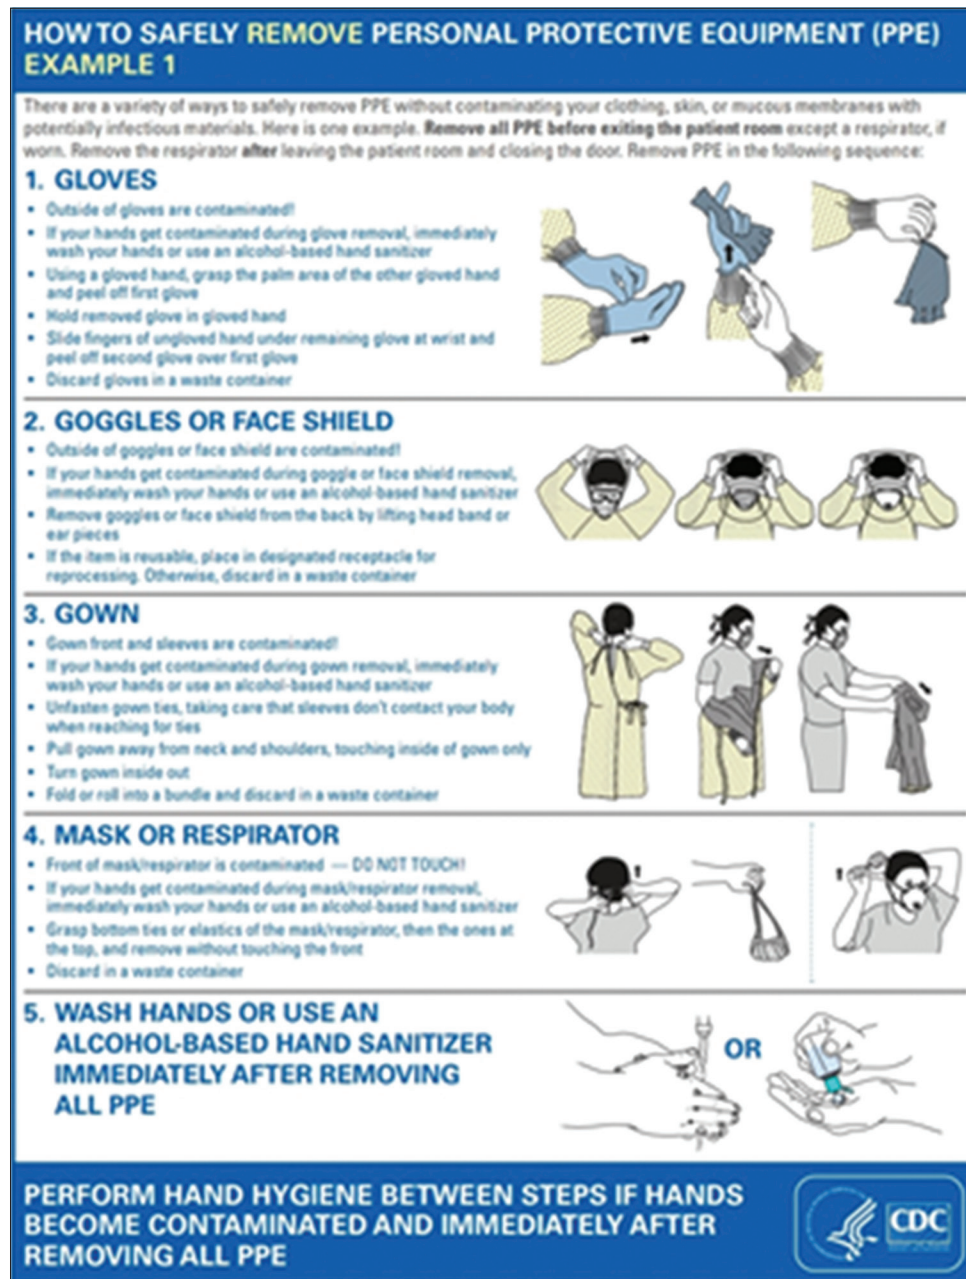 HOW TO SAFELY REMOVE PERSONAL PROTECTIVE EQUIPMENT (PPE)
EXAMPLE 1
There are a variety of ways to safely remove PPE without contaminating your clothing, skin, or mucous membranes with
potentially infectious materials. Here is one example. Remove all PPE before exiting the patient room except a respirator, if
worn. Remove the respirator after leaving the patient room and closing the door. Remove PPE in the following sequence:
1. GLOVES
• Outside of gloves are contaminated!
• If your hands get contaminated during glove removal, immediately
wash your hands or use an alcohol-based hand sanitizer
• Using a gloved hand, grasp the palm area of the other gloved hand
and peel off first glove
• Hold removed glove in gloved hand
• Slide fingers of ungloved hand under remaining glove at wrist and
peel off second glove over first glove
• Discard gloves in a waste container
2. GOGGLES OR FACE SHIELD
• Outside of goggles or face shield are contaminated!
• If your hands get contaminated during goggle or face shield removal,
immediately wash your hands or use an alcohol-based hand sanitizer
• Remove goggles or face shield from the back by lifting head band or
ear pieces
• If the item is reusable, place in designated receptacle for
reprocessing. Otherwise, discard in a waste container
3. GOWN
• Gown front and sleeves are contaminated!
• If your hands get contaminated during gown removal, immediately
wash your hands or use an alcohol-based hand sanitizer
• Unfasten gown ties, taking care that sleeves don't contact your body
when reaching for ties
• Pull gown away from neck and shoulders, touching inside of gown only
• Turn gown inside out
• Fold or roll into a bundle and discard in a waste container
4. MASK OR RESPIRATOR
• Front of mask/respirator is contaminated — DO NOT TOUCH!
• If your hands get contaminated during mask/respirator removal,
immediately wash your hands or use an alcohol-based hand sanitizer
• Grasp bottom ties or elastics of the mask/respirator, then the ones at
the top, and remove without touching the front
• Discard in a waste container
5. WASH HANDS OR USE AN
ALCOHOL-BASED HAND SANITIZER
IMMEDIATELY AFTER REMOVING
ALL PPE
OR
PERFORM HAND HYGIENE BETWEEN STEPS IF HANDS
BECOME CONTAMINATED AND IMMEDIATELY AFTER
REMOVING ALL PPE
CDC